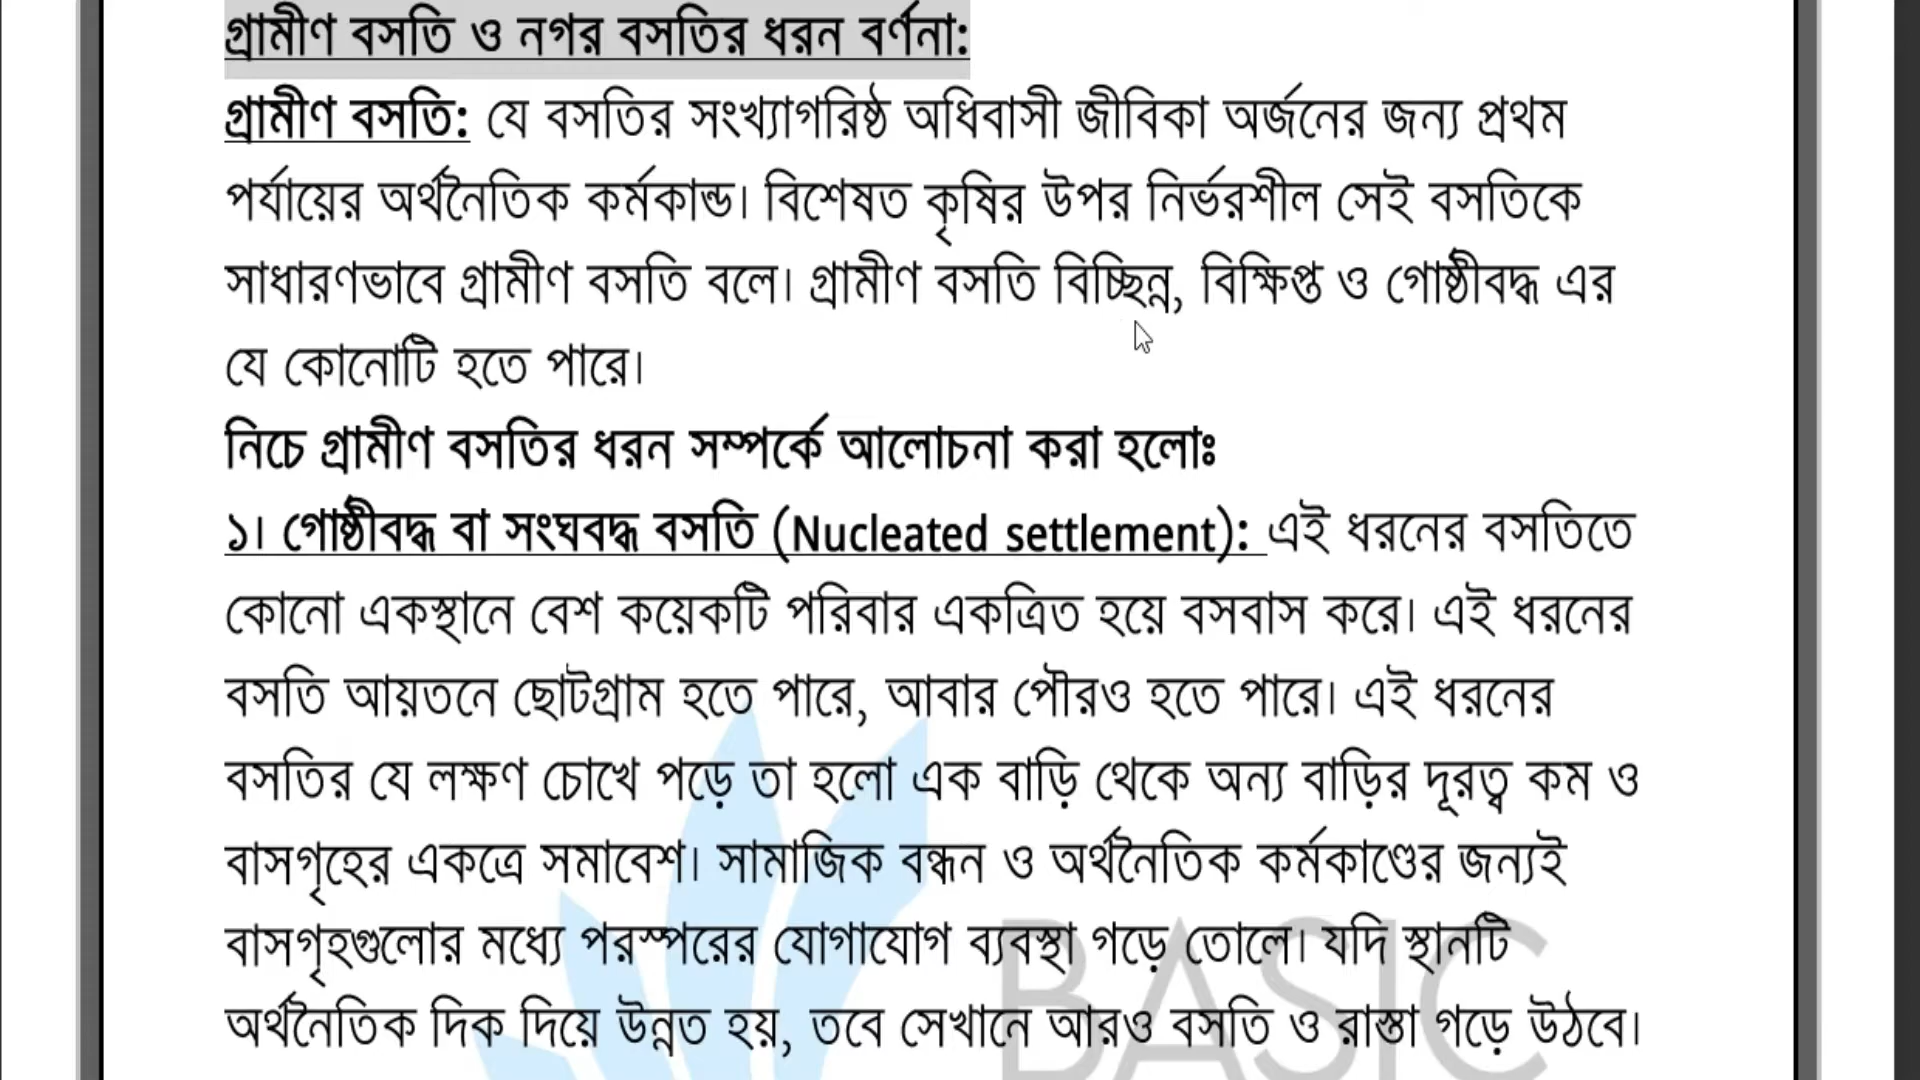 গ্রামীণ বসতি ও নগর বসতির ধরন বর্ণনা:
গ্রামীণ বসতি: যে বসতির সংখ্যাগরিষ্ঠ অধিবাসী জীবিকা অর্জনের জন্য প্রথম
পর্যায়ের অর্থনৈতিক কর্মকান্ড। বিশেষত কৃষির উপর নির্ভরশীল সেই বসতিকে
সাধারণভাবে গ্রামীণ বসতি বলে। গ্রামীণ বসতি বিচ্ছিন্ন, বিক্ষিপ্ত ও গোষ্ঠীবদ্ধ এর
যে কোনোটি হতে পারে।
নিচে গ্রামীণ বসতির ধরন সম্পর্কে আলোচনা করা হলোঃ
১। গোষ্ঠীবদ্ধ বা সংঘবদ্ধ বসতি (Nucleated settlement): এই ধরনের বসতিতে
কোনো একস্থানে বেশ কয়েকটি পরিবার একত্রিত হয়ে বসবাস করে। এই ধরনের
বসতি আয়তনে ছোটগ্রাম হতে পারে, আবার পৌরও হতে পারে। এই ধরনের
বসতির যে লক্ষণ চোখে পড়ে তা হলো এক বাড়ি থেকে অন্য বাড়ির দূরত্ব কম ও
বাসগৃহের একত্রে সমাবেশ। সামাজিক বন্ধন ও অর্থনৈতিক কর্মকাণ্ডের জন্যই
বাসগৃহগুলোর মধ্যে পরস্পরের যোগাযোগ ব্যবস্থা গড়ে তোলে। যদি স্থানটি
অর্থনৈতিক দিক দিয়ে উন্নত হয়, তবে সেখানে আরও বসতি ও রাস্তা গড়ে উঠবে।
BASIC